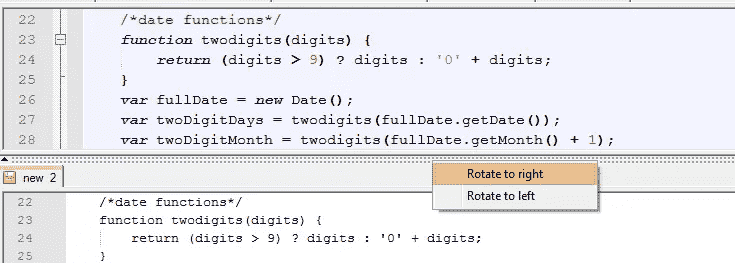 22 /*date functions*/
23 function twodigits(digits) {
24 return (digits > 9) ? digits : '0' + digits;
25 }
26 var fullDate = new Date();
27 var twoDigitDays = twodigits(fullDate.getDate());
28 var twoDigitMonth = twodigits(fullDate.getMonth() + 1);
Rotate to right
new 2
Rotate to left
22 /*date functions*/
23 function twodigits(digits) {
24 return (digits > 9) ? digits : '0' + digits;
25 }